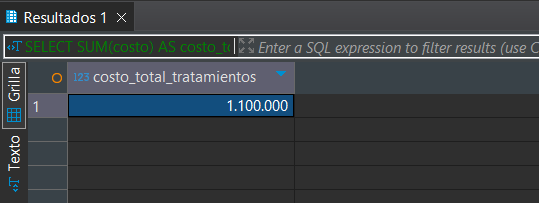 Resultados 1
SELECT SUM(costo) AS costo_to
Enter a SQL expression to filter results (use C
Grilla
Texto
123 costo_total_tratamientos
1 1.100.000